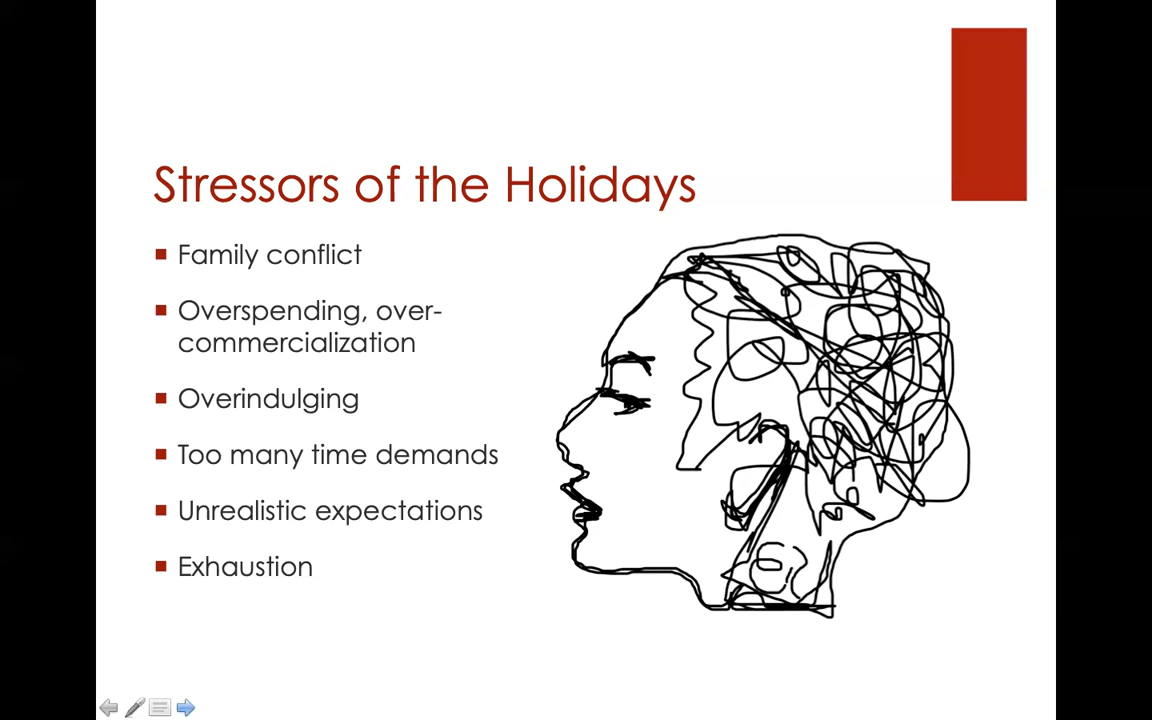 Stressors of the Holidays
Family conflict
Overspending, over-
commercialization
Overindulging
Too many time demands
Unrealistic expectations
Exhaustion